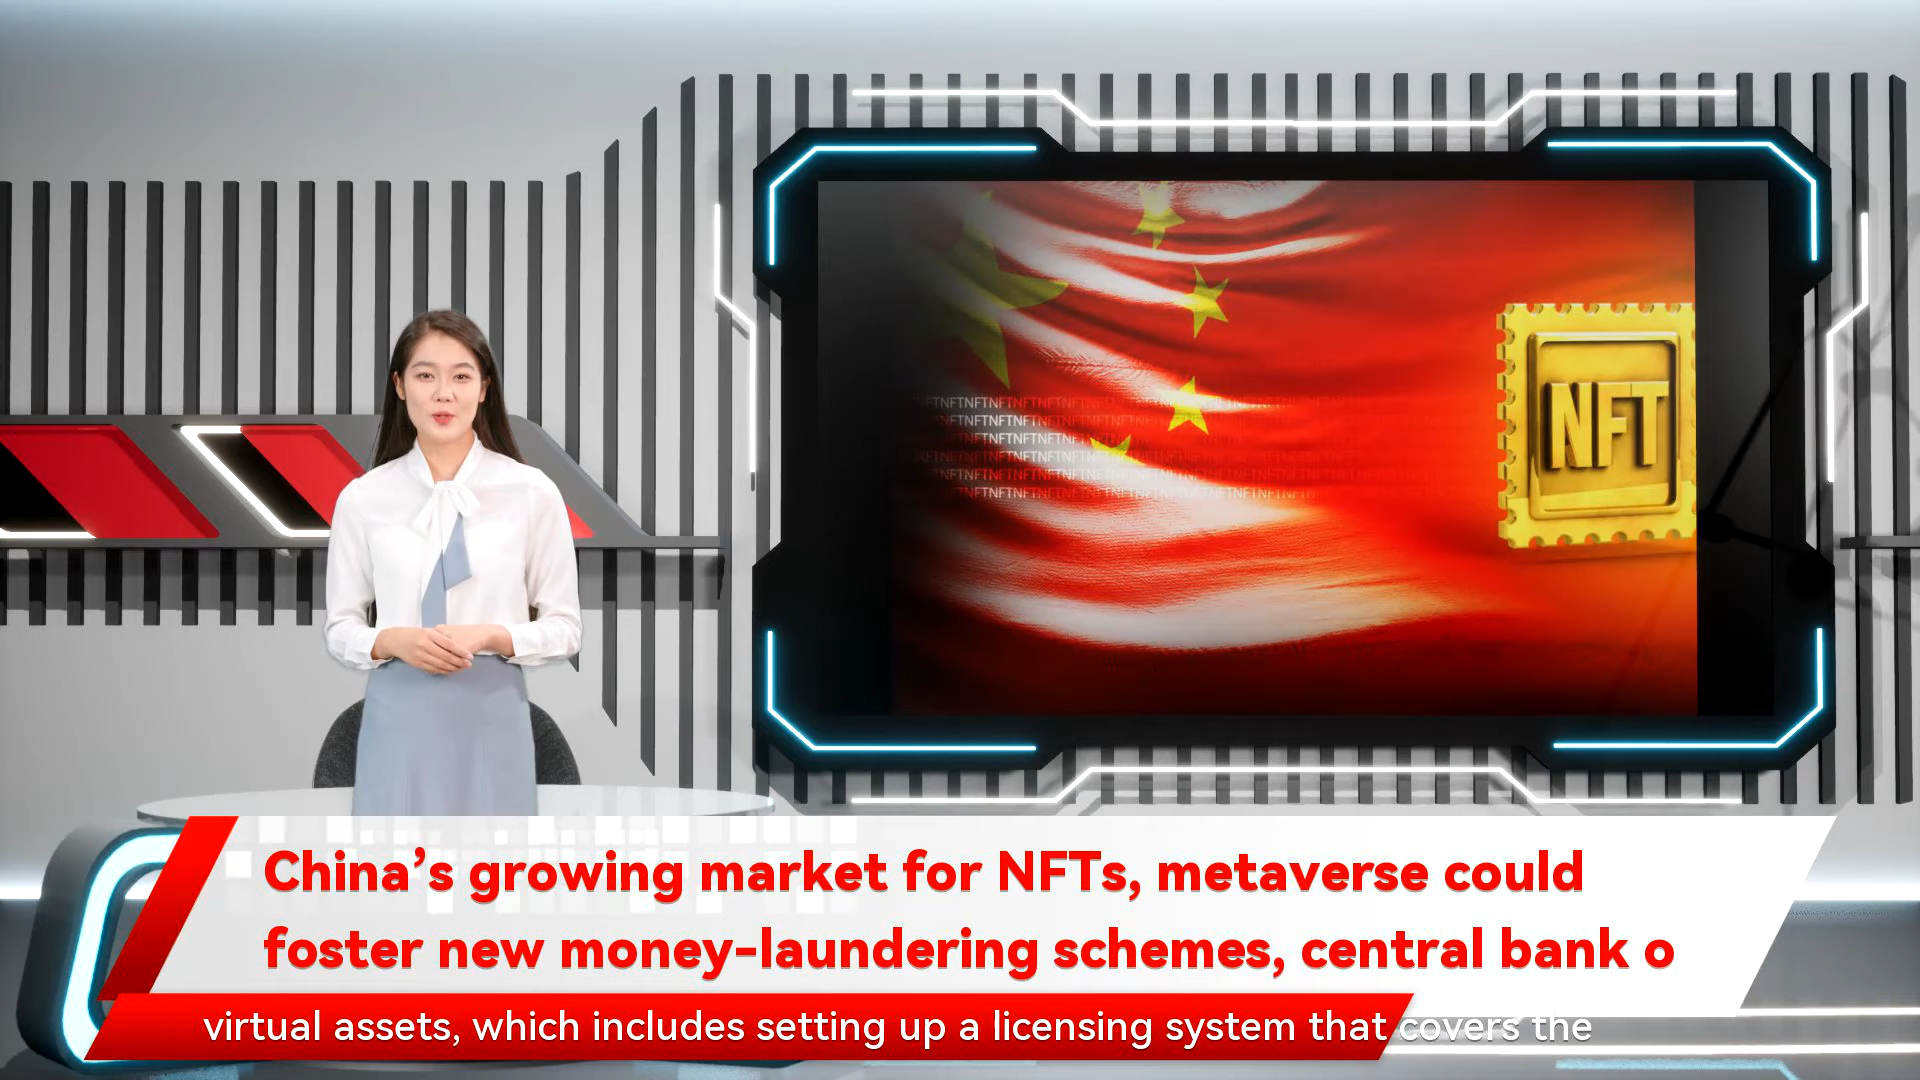 NFTNFTNFTNFTNFTNFTNFTNFTNFT
NFT
China's growing market for NFTs, metaverse could
foster new money-laundering schemes, central bank o
virtual assets, which includes setting up a licensing system that covers the